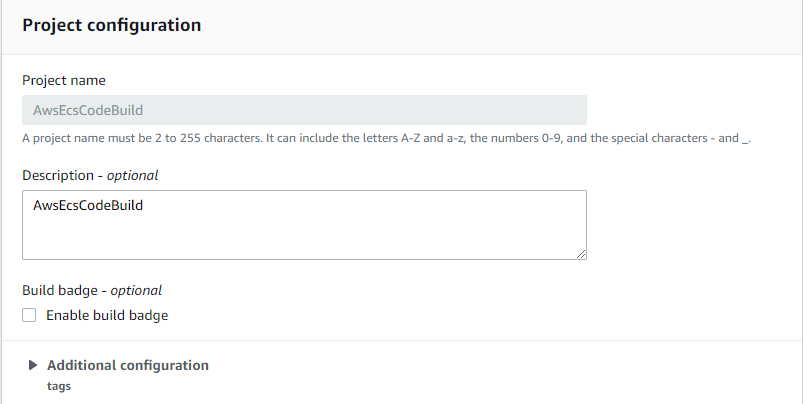 Project configuration
Project name
AwsEcsCodeBuild
A project name must be 2 to 255 characters. It can include the letters A-Z and a-z, the numbers 0-9, and the special characters - and _.
Description - optional
AwsEcsCodeBuild
Build badge - optional
Enable build badge
Additional configuration
tags